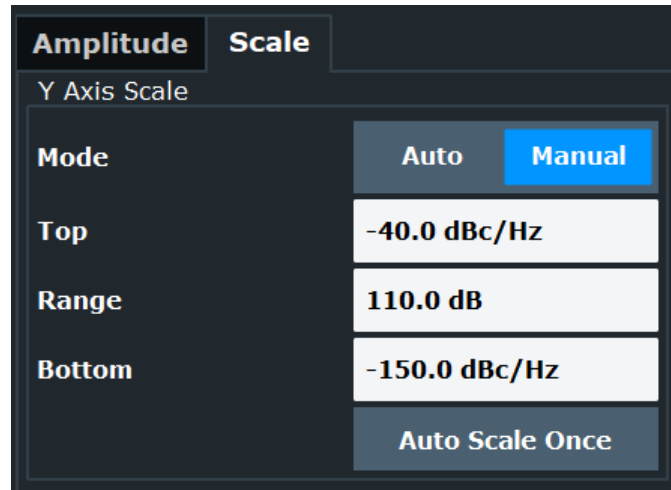 Amplitude Scale
Y Axis Scale
Mode Auto Manual
Top -40.0 dBc/Hz
Range 110.0 dB
Bottom -150.0 dBc/Hz
Auto Scale Once